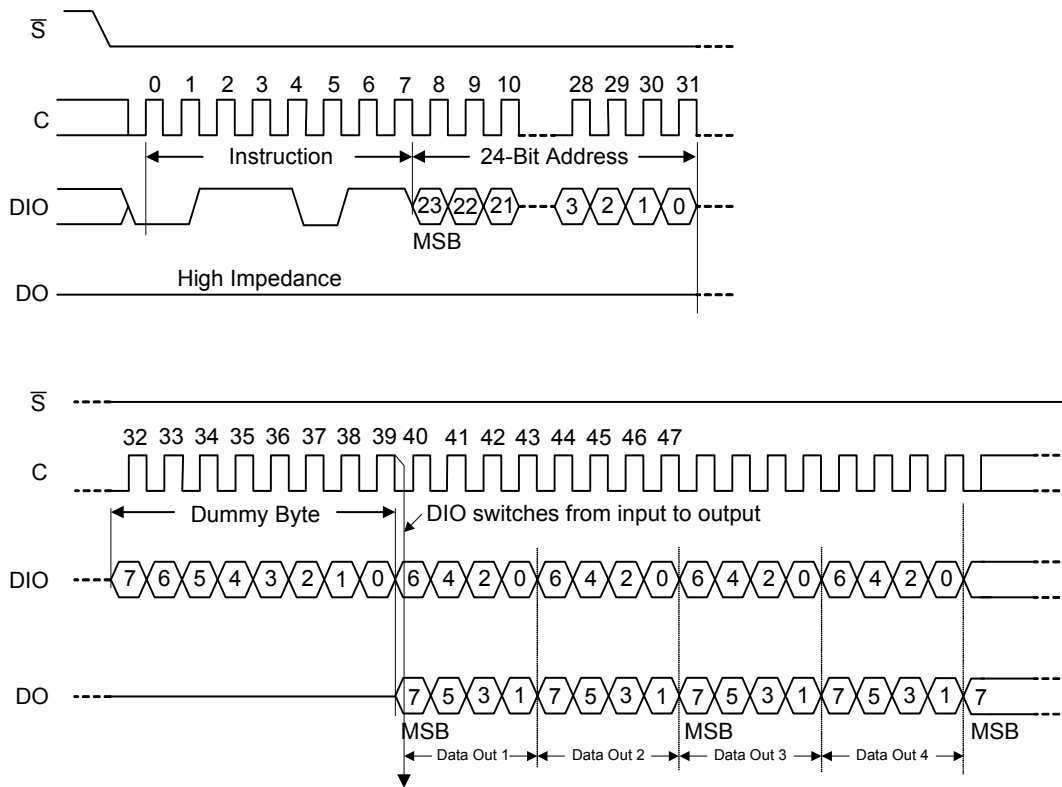 S
0 1 2 3 4 5 6 7 8 9 10 28 29 30 31
C
Instruction 24-Bit Address
DIO 23 22 21 3 2 1 0
MSB
High Impedance
DO
S
32 33 34 35 36 37 38 39 40 41 42 43 44 45 46 47
C
Dummy Byte DIO switches from input to output
DIO 7 6 5 4 3 2 1 0 6 4 2 0 6 4 2 0 6 4 2 0 6 4 2 0
DO 7 5 3 1 7 5 3 1 7 5 3 1 7 5 3 1 7
MSB MSB MSB
Data Out 1 Data Out 2 Data Out 3 Data Out 4